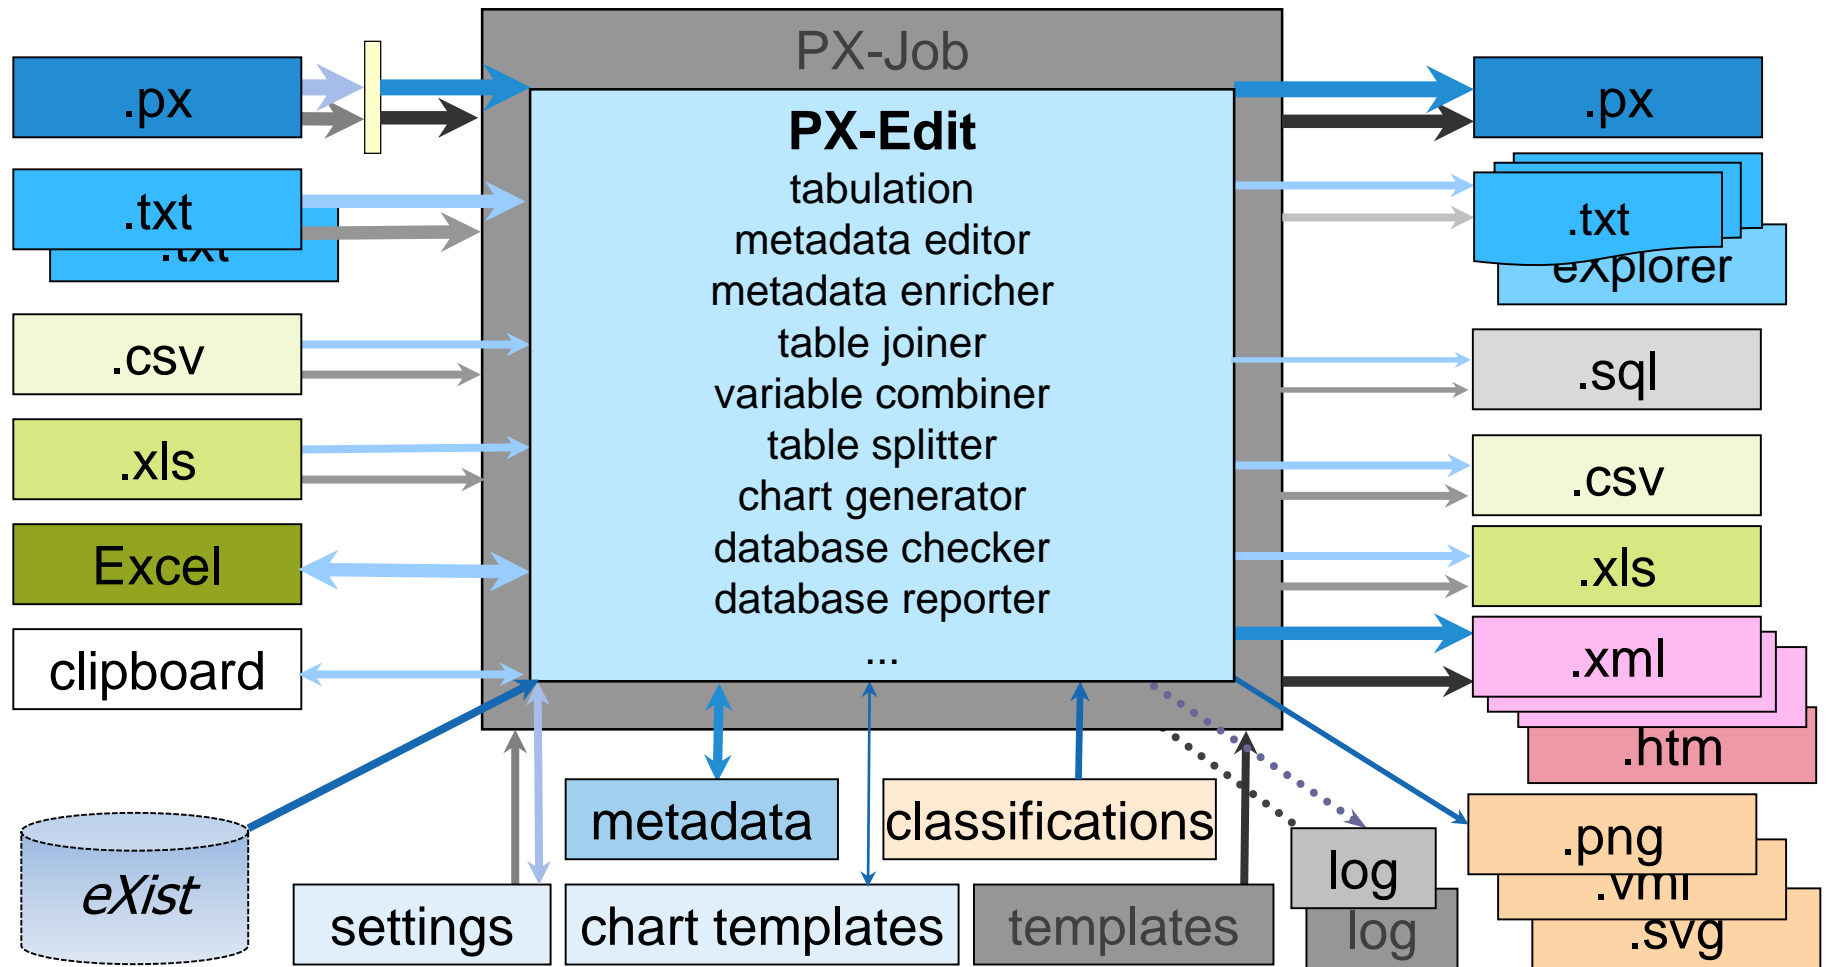 PX-Job
.px
.txt
.txt
.csv
.xls
Excel
clipboard
eXist
PX-Edit
tabulation
metadata editor
metadata enricher
table joiner
variable combiner
table splitter
chart generator
database checker
database reporter
...
metadata
classifications
settings
chart templates
templates
log
log
.px
.txt
eXplorer
.sql
.csv
.xls
.xml
.htm
.png
.vml
.svg